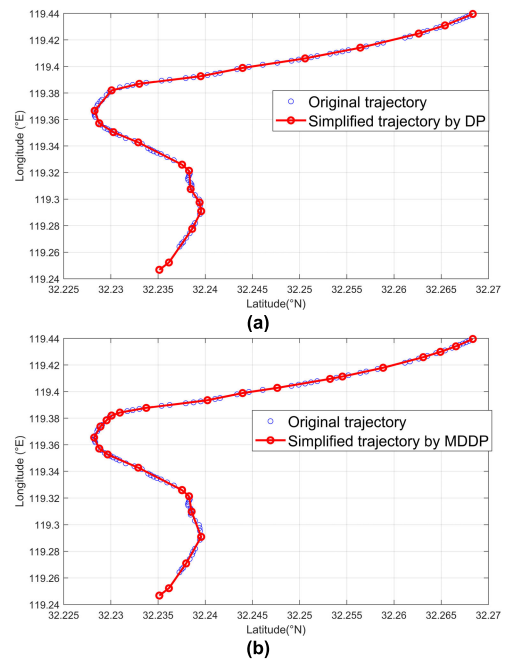 119.44
119.42
119.4
119.38
119.36
119.34
119.32
119.3
119.28
119.26
119.24
Longitude (°E)
Original trajectory
Simplified trajectory by DP
32.225 32.23 32.235 32.24 32.245 32.25 32.255 32.26 32.265 32.27
Latitude(°N)
(a)
119.44
119.42
119.4
119.38
119.36
119.34
119.32
119.3
119.28
119.26
119.24
Longitude (°E)
Original trajectory
Simplified trajectory by MDDP
32.225 32.23 32.235 32.24 32.245 32.25 32.255 32.26 32.265 32.27
Latitude(°N)
(b)